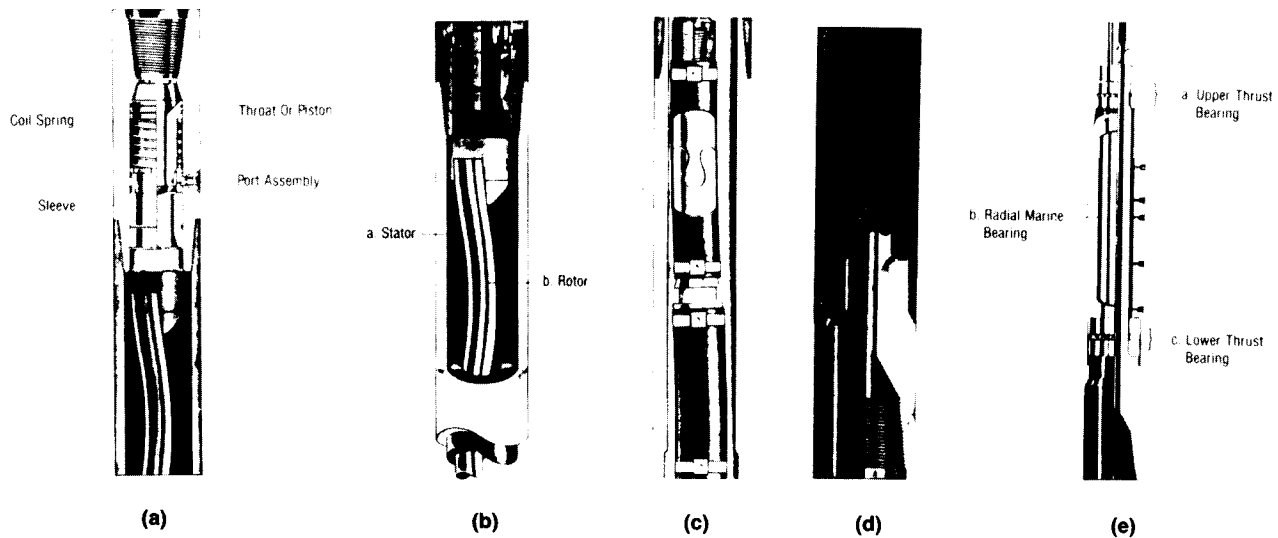 Coil Spring
Throat Or Piston
Port Assembly
Sleeve
a. Stator
b. Rotor
a. Upper Thrust
Bearing
b. Radial Marine
Bearing
c. Lower Thrust
Bearing
(a)
(b)
(c)
(d)
(e)